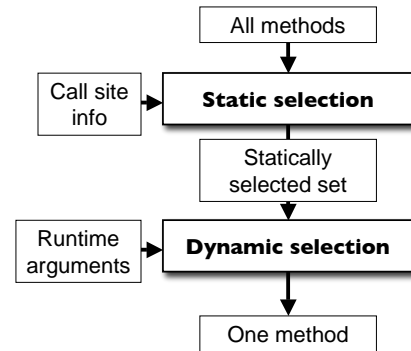 All methods
Call site
info
Static selection
Statically
selected set
Runtime
arguments
Dynamic selection
One method